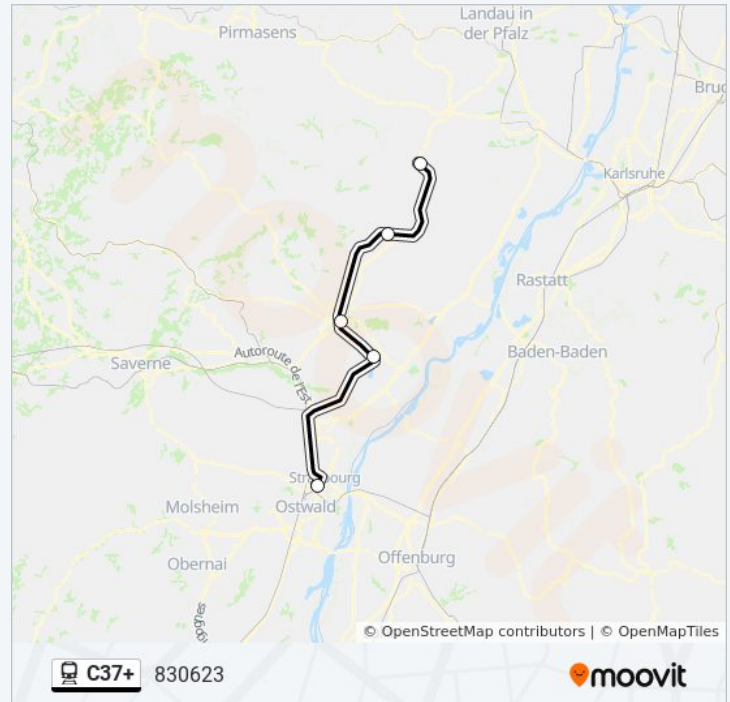 Landau in
der Pfalz
Pirmasens
Bruc
Karlsruhe
Rastatt
Saverne
Autoroute de l'Est
Baden-Baden
Strasbourg
Molsheim
Ostwald
Offenburg
Obernai
© OpenStreetMap contributors | © OpenMapTiles
C37+ 830623
moovit